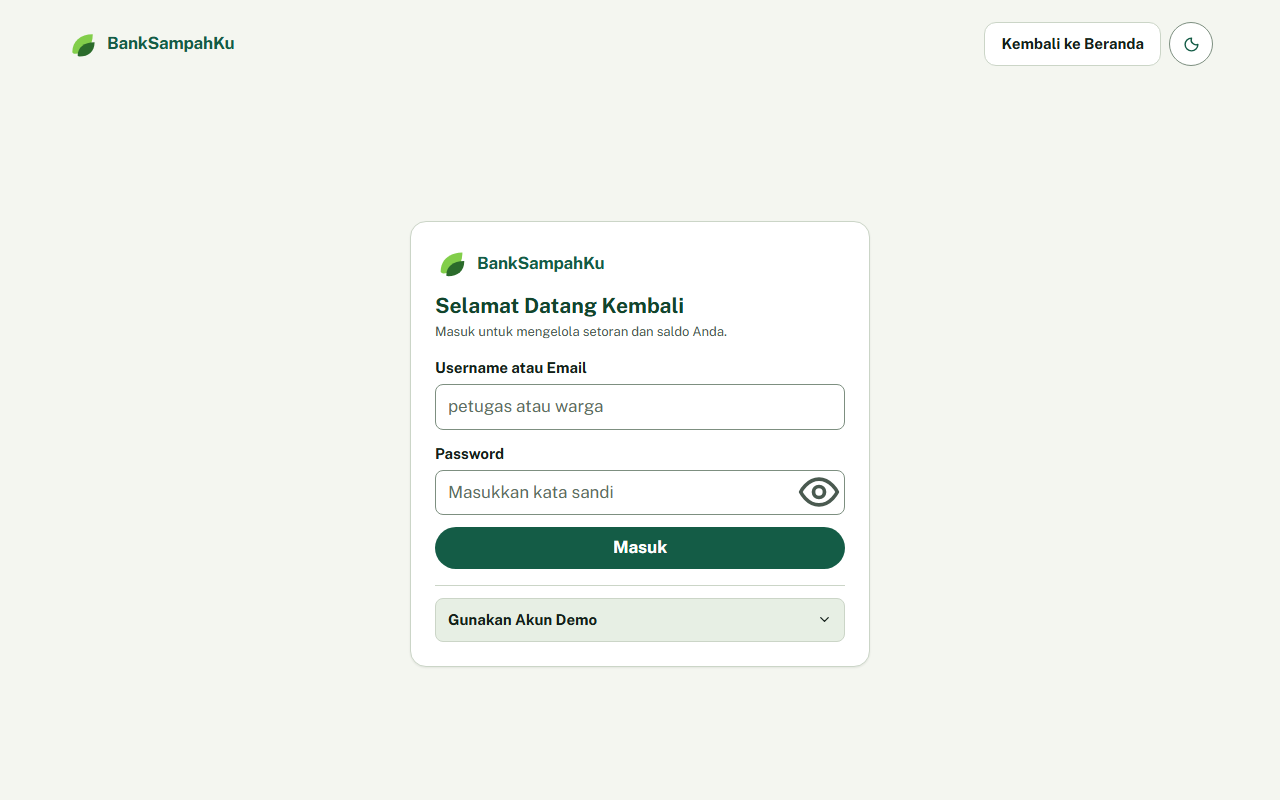 BankSampahKu
Kembali ke Beranda
BankSampahKu
Selamat Datang Kembali
Masuk untuk mengelola setoran dan saldo Anda.
Username atau Email
petugas atau warga
Password
Masukkan kata sandi
Masuk
Gunakan Akun Demo